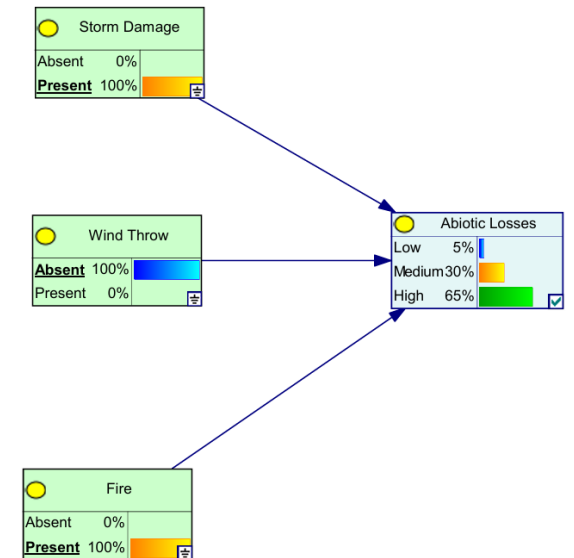 Storm Damage
Absent 0%
Present 100%
Wind Throw
Absent 100%
Present 0%
Abiotic Losses
Low 5%
Medium 30%
High 65%
Fire
Absent 0%
Present 100%